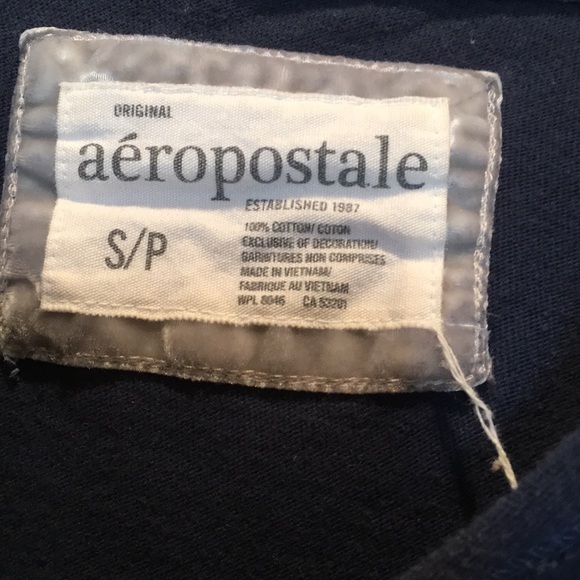 ORIGINAL
aéropostale
ESTABLISHED 1987
S/P
100% COTTON/ COTON
EXCLUSIVE OF DECORATION/
GARNITURES NON COMPRISES
MADE IN VIETNAM/
FABRIQUE AU VIETNAM
WPL 8046 CA 53201